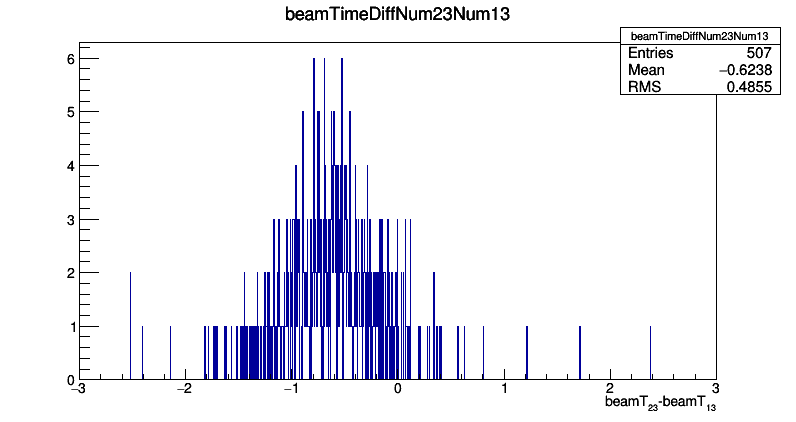 beamTimeDiffNum23Num13
beamTimeDiffNum23Num13
Entries 507
Mean −0.6238
RMS 0.4855
6
5
4
3
2
1
0
−3 −2 −1 0 1 2 3
beamT23-beamT13